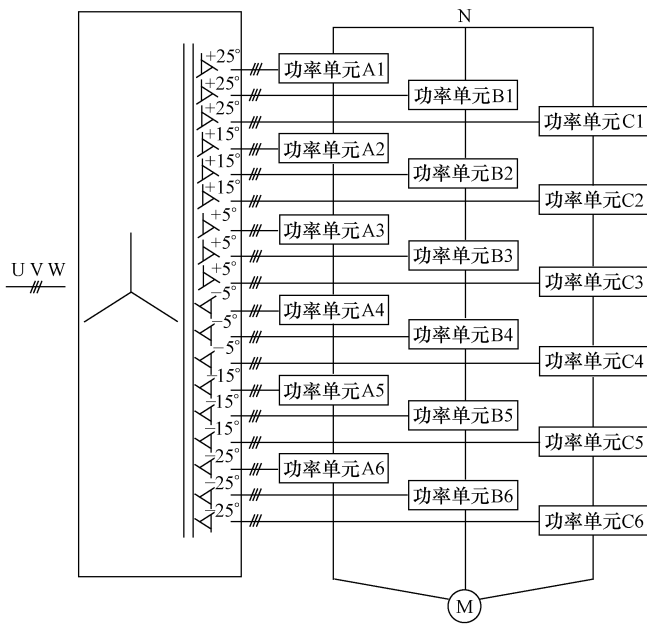 N
+25° 功率单元A1
+25° 功率单元B1
+25° 功率单元C1
+15° 功率单元A2
+15° 功率单元B2
+15° 功率单元C2
+5° 功率单元A3
+5° 功率单元B3
U V W
+5° 功率单元C3
−5° 功率单元A4
−5° 功率单元B4
−5° 功率单元C4
−15° 功率单元A5
−15° 功率单元B5
−15° 功率单元C5
−25° 功率单元A6
−25° 功率单元B6
−25° 功率单元C6
M